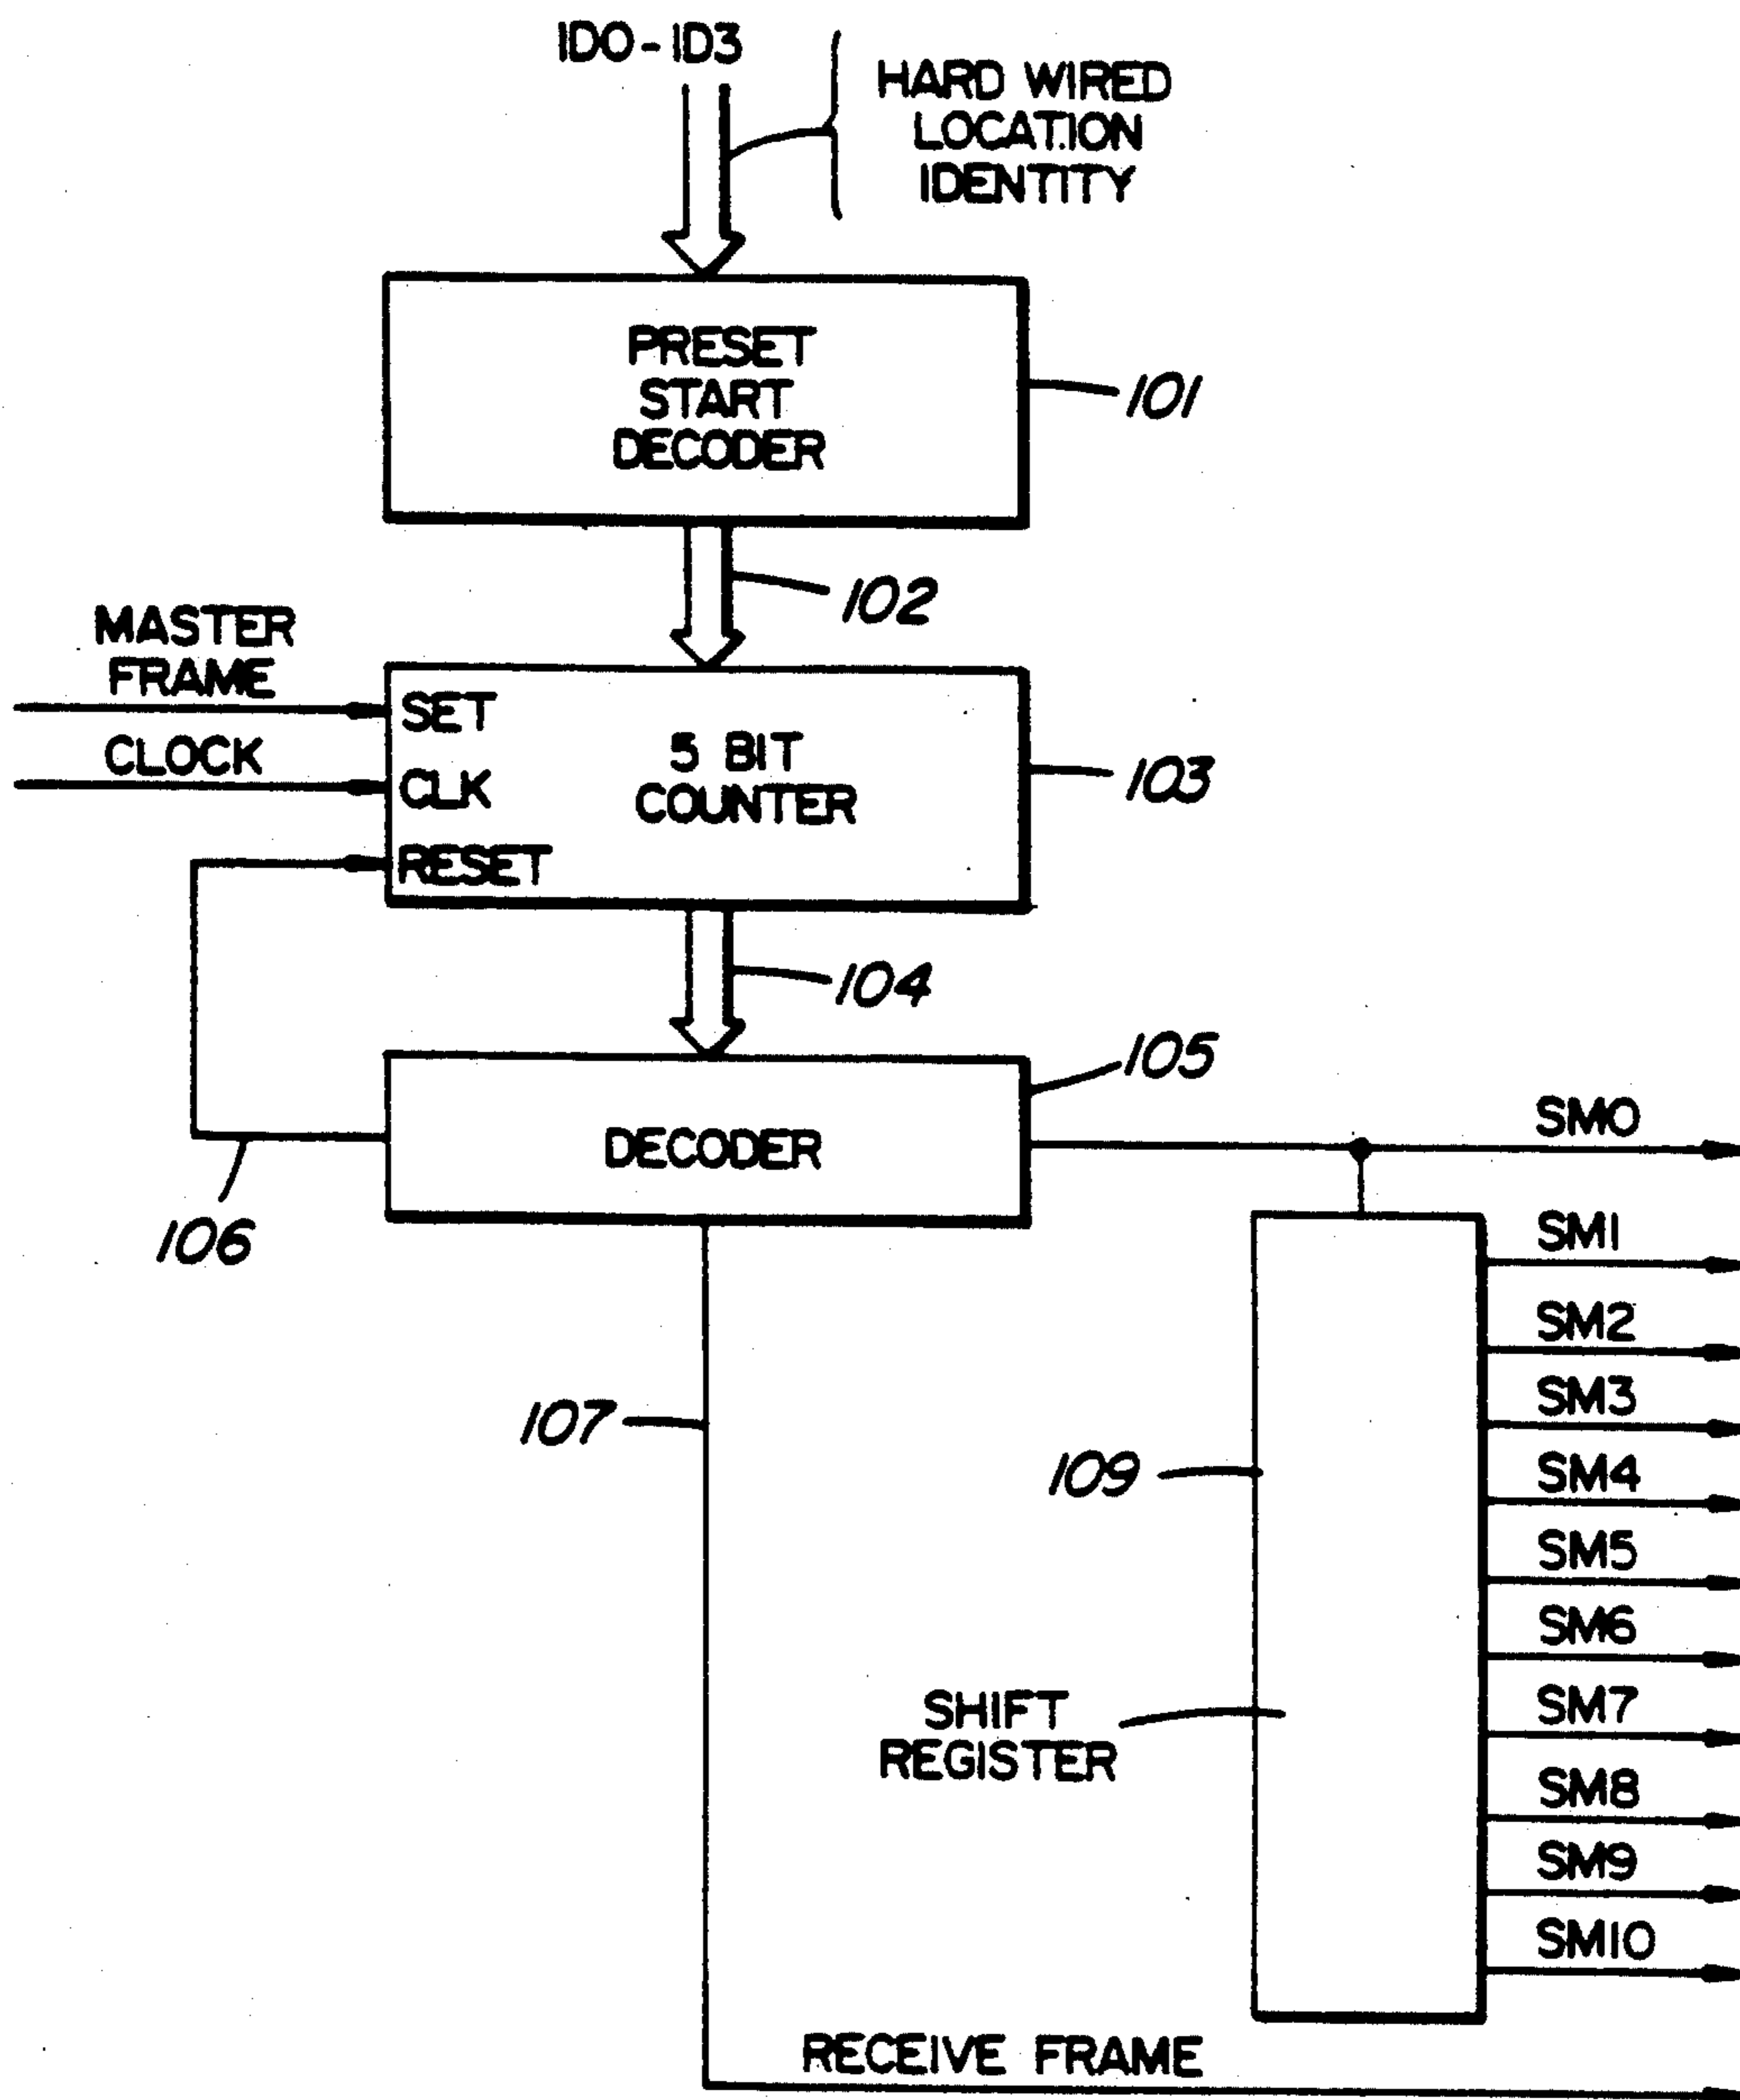 ID0-ID3
HARD WIRED
LOCATION
IDENTITY
PRESET
START
DECODER
101
102
MASTER
FRAME
SET
CLOCK
CLK
5 BIT
COUNTER
103
RESET
104
105
DECODER
106
SM0
SM1
SM2
107
SM3
109
SM4
SM5
SM6
SHIFT
REGISTER
SM7
SM8
SM9
SM10
RECEIVE FRAME